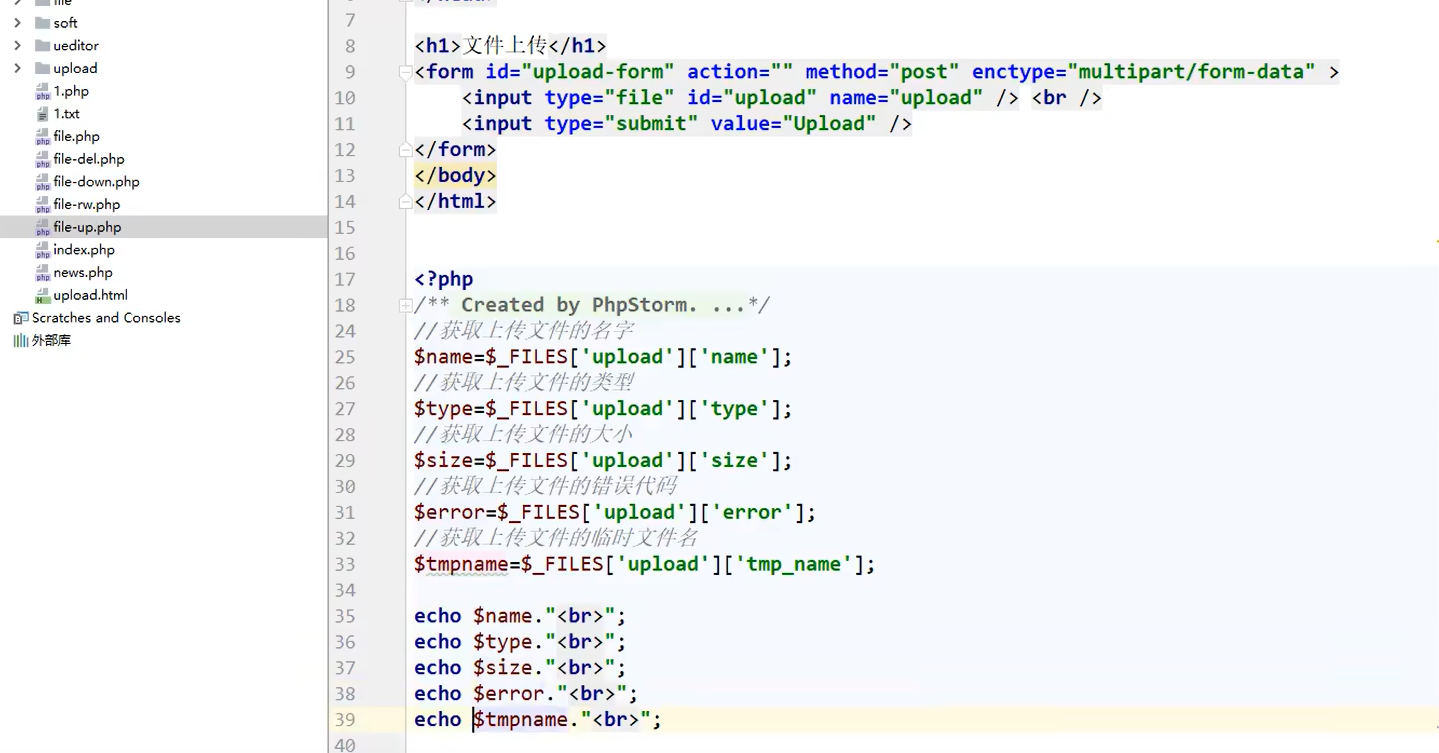 file
soft
ueditor
upload
1.php
1.txt
file.php
file-del.php
file-down.php
file-rw.php
file-up.php
index.php
news.php
upload.html
Scratches and Consoles
外部库
7
8 <h1>文件上传</h1>
9 <form id="upload-form" action="" method="post" enctype="multipart/form-data" >
10 <input type="file" id="upload" name="upload" /> <br />
11 <input type="submit" value="Upload" />
12 </form>
13 </body>
14 </html>
15
16
17 <?php
18 /** Created by PhpStorm. ...*/
24 //获取上传文件的名字
25 $name=$_FILES['upload']['name'];
26 //获取上传文件的类型
27 $type=$_FILES['upload']['type'];
28 //获取上传文件的大小
29 $size=$_FILES['upload']['size'];
30 //获取上传文件的错误代码
31 $error=$_FILES['upload']['error'];
32 //获取上传文件的临时文件名
33 $tmpname=$_FILES['upload']['tmp_name'];
34
35 echo $name."<br>";
36 echo $type."<br>";
37 echo $size."<br>";
38 echo $error."<br>";
39 echo $tmpname."<br>";
40